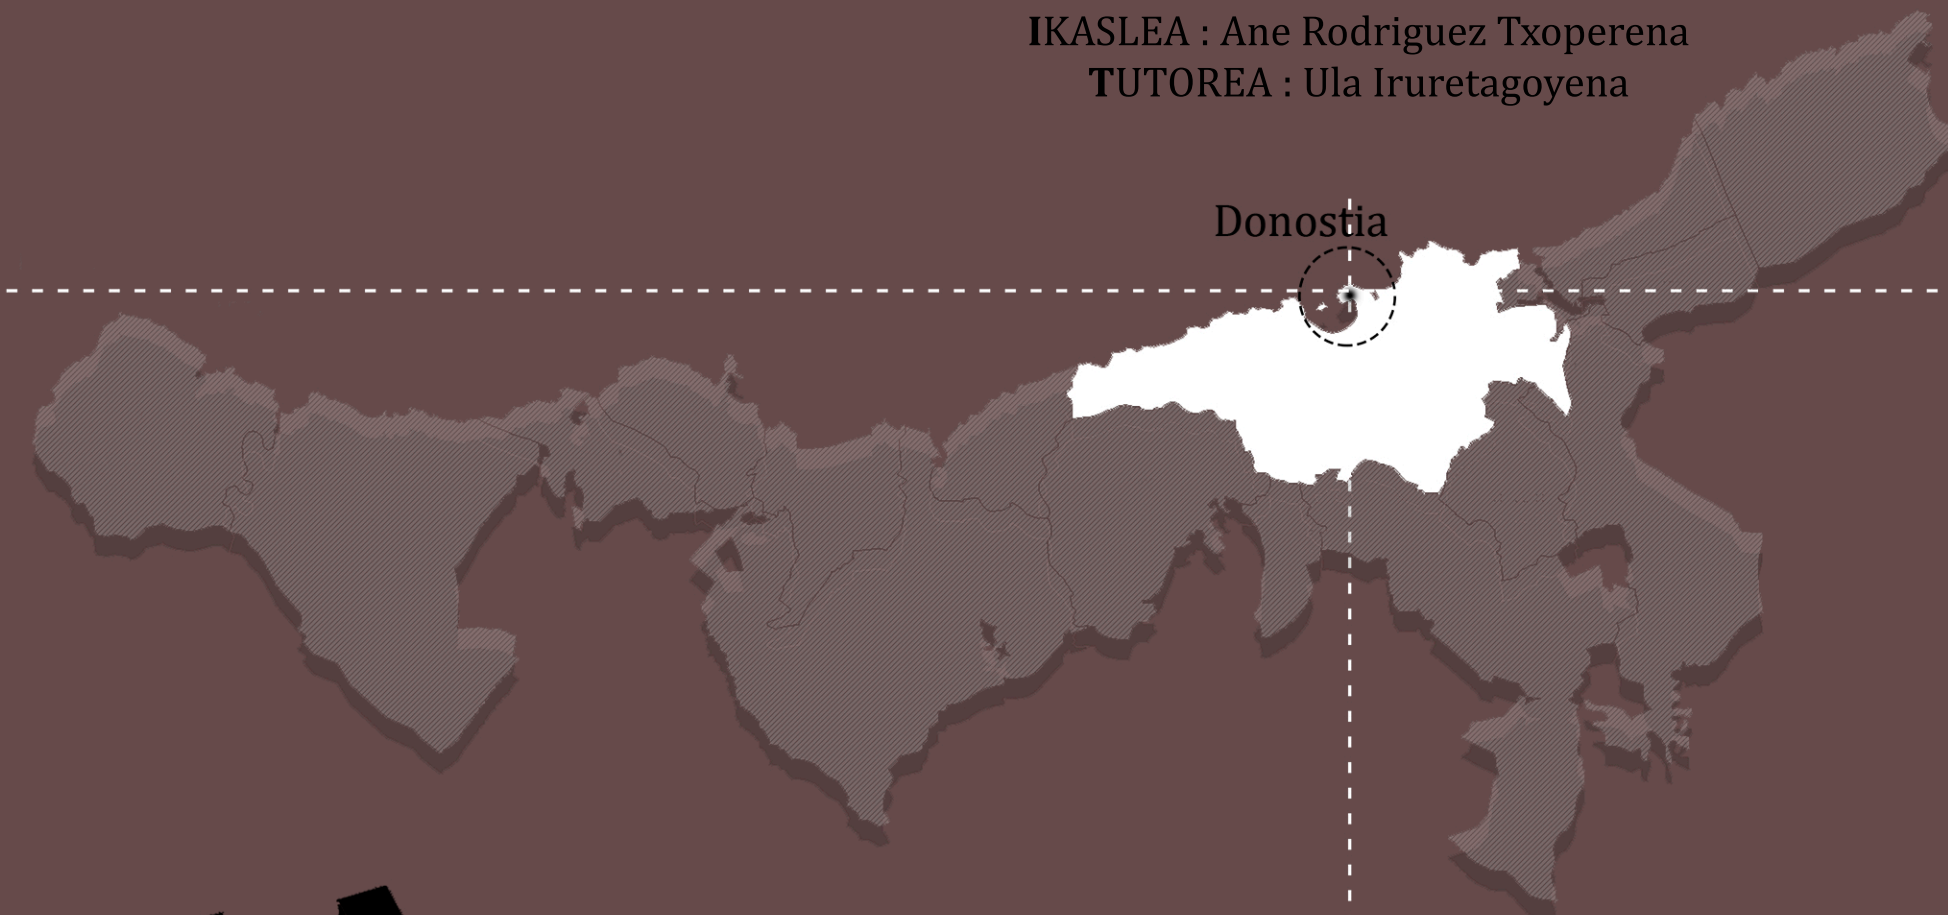 IKASLEA : Ane Rodriguez Txoperena
TUTOREA : Ula Iruretagoyena
Donostia